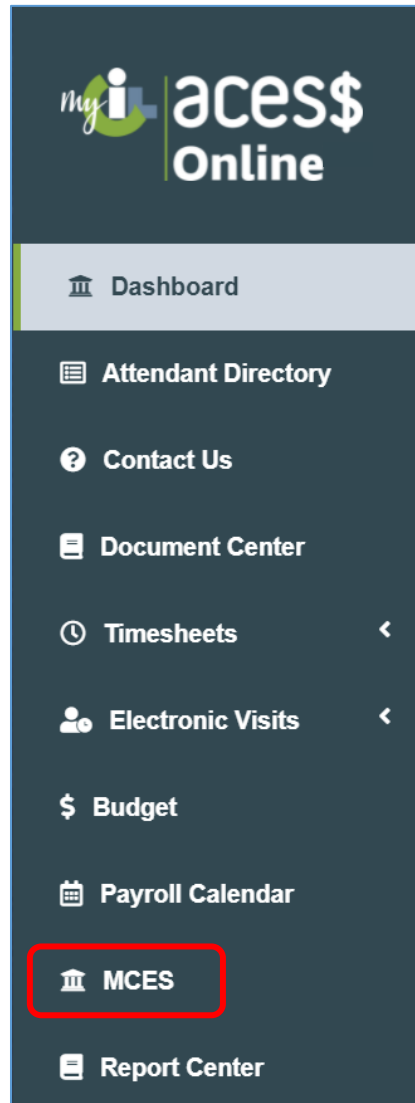 my iL aces$
Online
Dashboard
Attendant Directory
Contact Us
Document Center
Timesheets
Electronic Visits
$ Budget
Payroll Calendar
MCES
Report Center